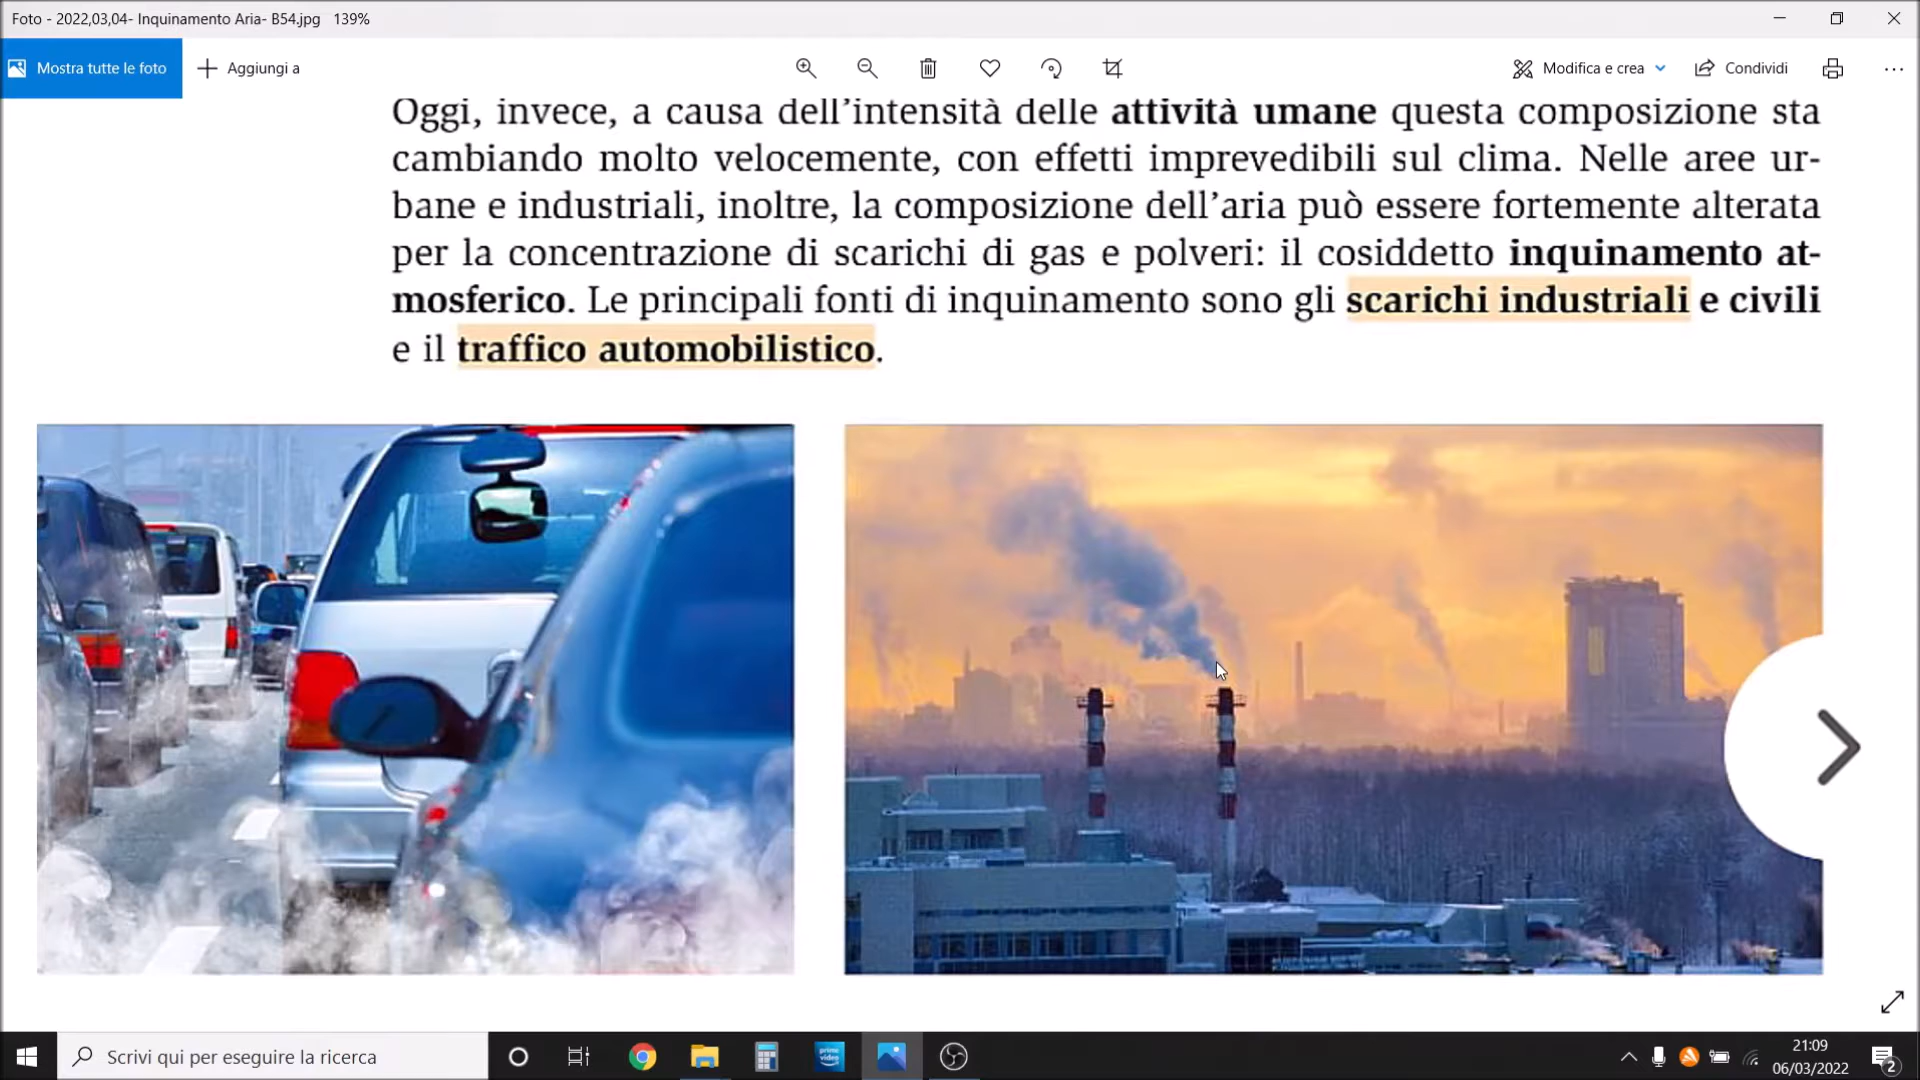 Foto - 2022,03,04- Inquinamento Aria- B54.jpg 139%
Mostra tutte le foto
Aggiungi a
Modifica e crea
Condividi
Oggi, invece, a causa dell'intensità delle attività umane questa composizione sta
cambiando molto velocemente, con effetti imprevedibili sul clima. Nelle aree ur-
bane e industriali, inoltre, la composizione dell'aria può essere fortemente alterata
per la concentrazione di scarichi di gas e polveri: il cosiddetto inquinamento at-
mosferico. Le principali fonti di inquinamento sono gli scarichi industriali e civili
e il traffico automobilistico.
Scrivi qui per eseguire la ricerca
prime
video
21:09
06/03/2022
2